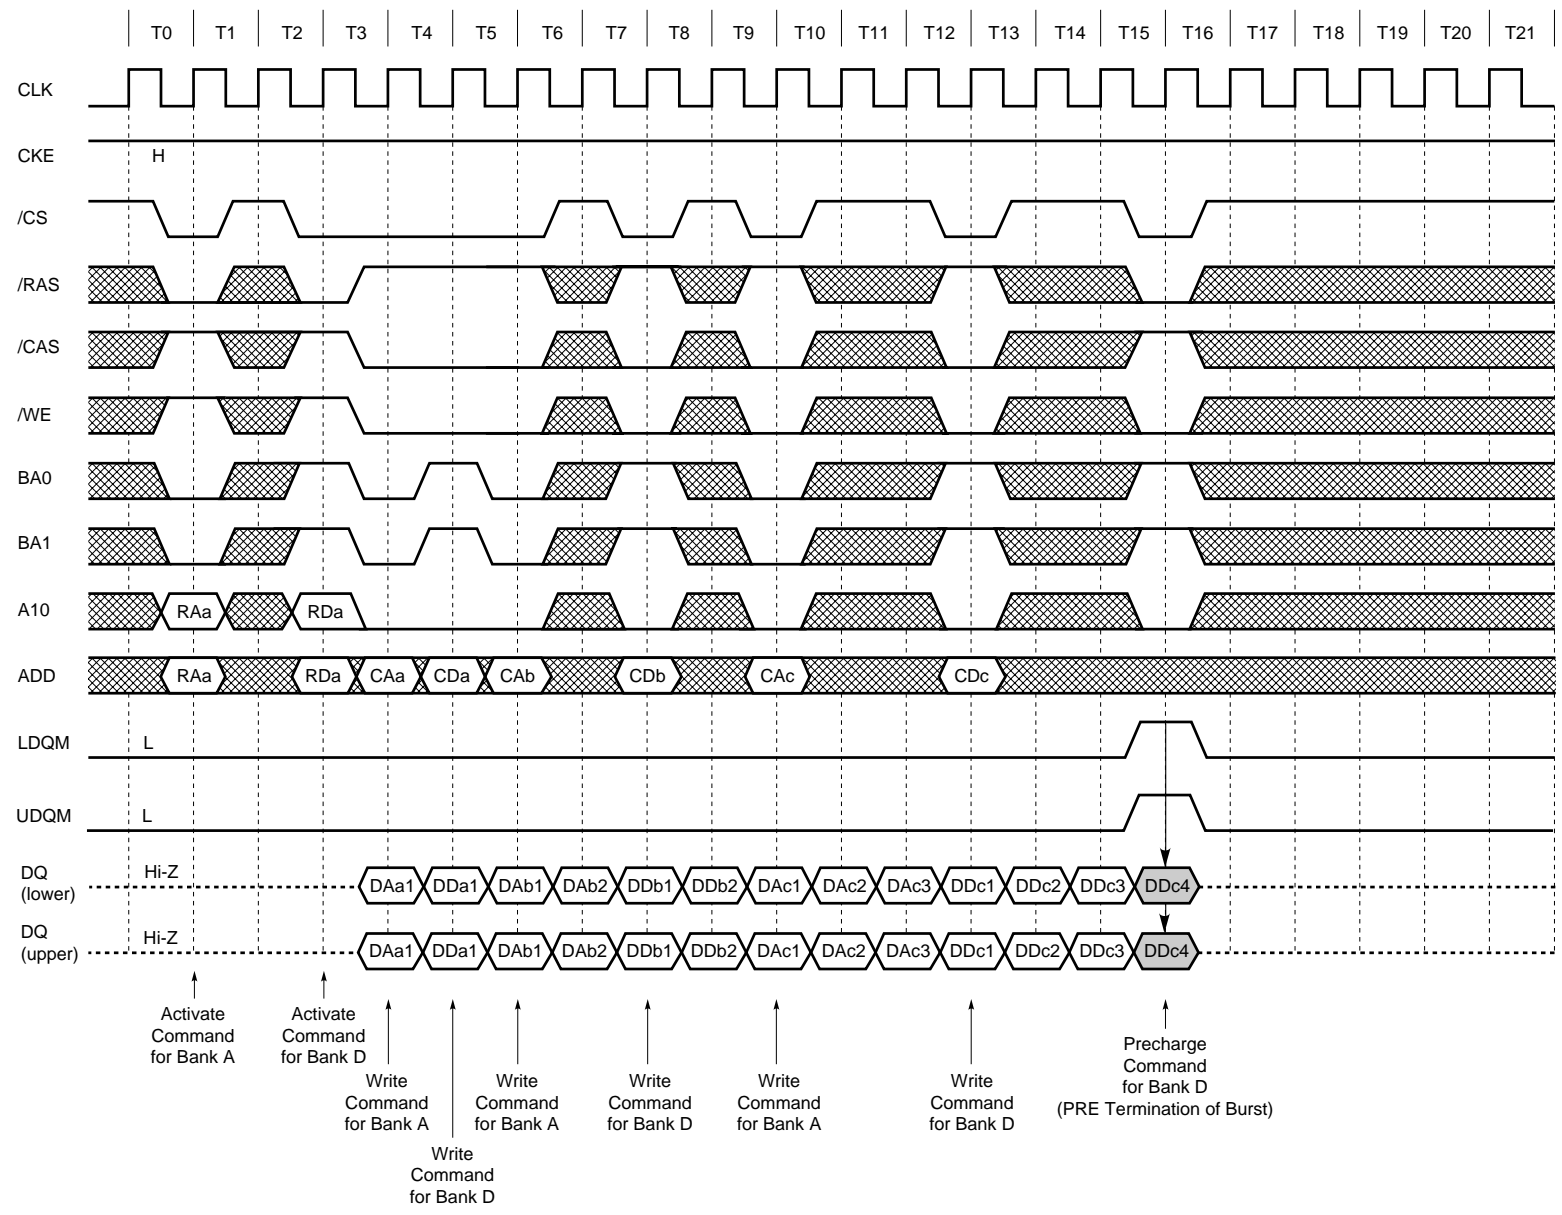 T0 T1 T2 T3 T4 T5 T6 T7 T8 T9 T10 T11 T12 T13 T14 T15 T16 T17 T18 T19 T20 T21
CLK
CKE H
/CS
/RAS
/CAS
/WE
BA0
BA1
A10 RAa RDa
ADD RAa RDa CAa CDa CAb CDb CAc CDc
LDQM L
UDQM L
DQ
(lower)
Hi-Z
DAa1 DDa1 DAb1 DAb2 DDb1 DDb2 DAc1 DAc2 DAc3 DDc1 DDc2 DDc3 DDc4
DQ
(upper)
Hi-Z
DAa1 DDa1 DAb1 DAb2 DDb1 DDb2 DAc1 DAc2 DAc3 DDc1 DDc2 DDc3 DDc4
Activate
Command
for Bank A
Activate
Command
for Bank D
Write
Command
for Bank A
Write
Command
for Bank D
Write
Command
for Bank A
Write
Command
for Bank D
Write
Command
for Bank A
Write
Command
for Bank D
Precharge
Command
for Bank D
(PRE Termination of Burst)